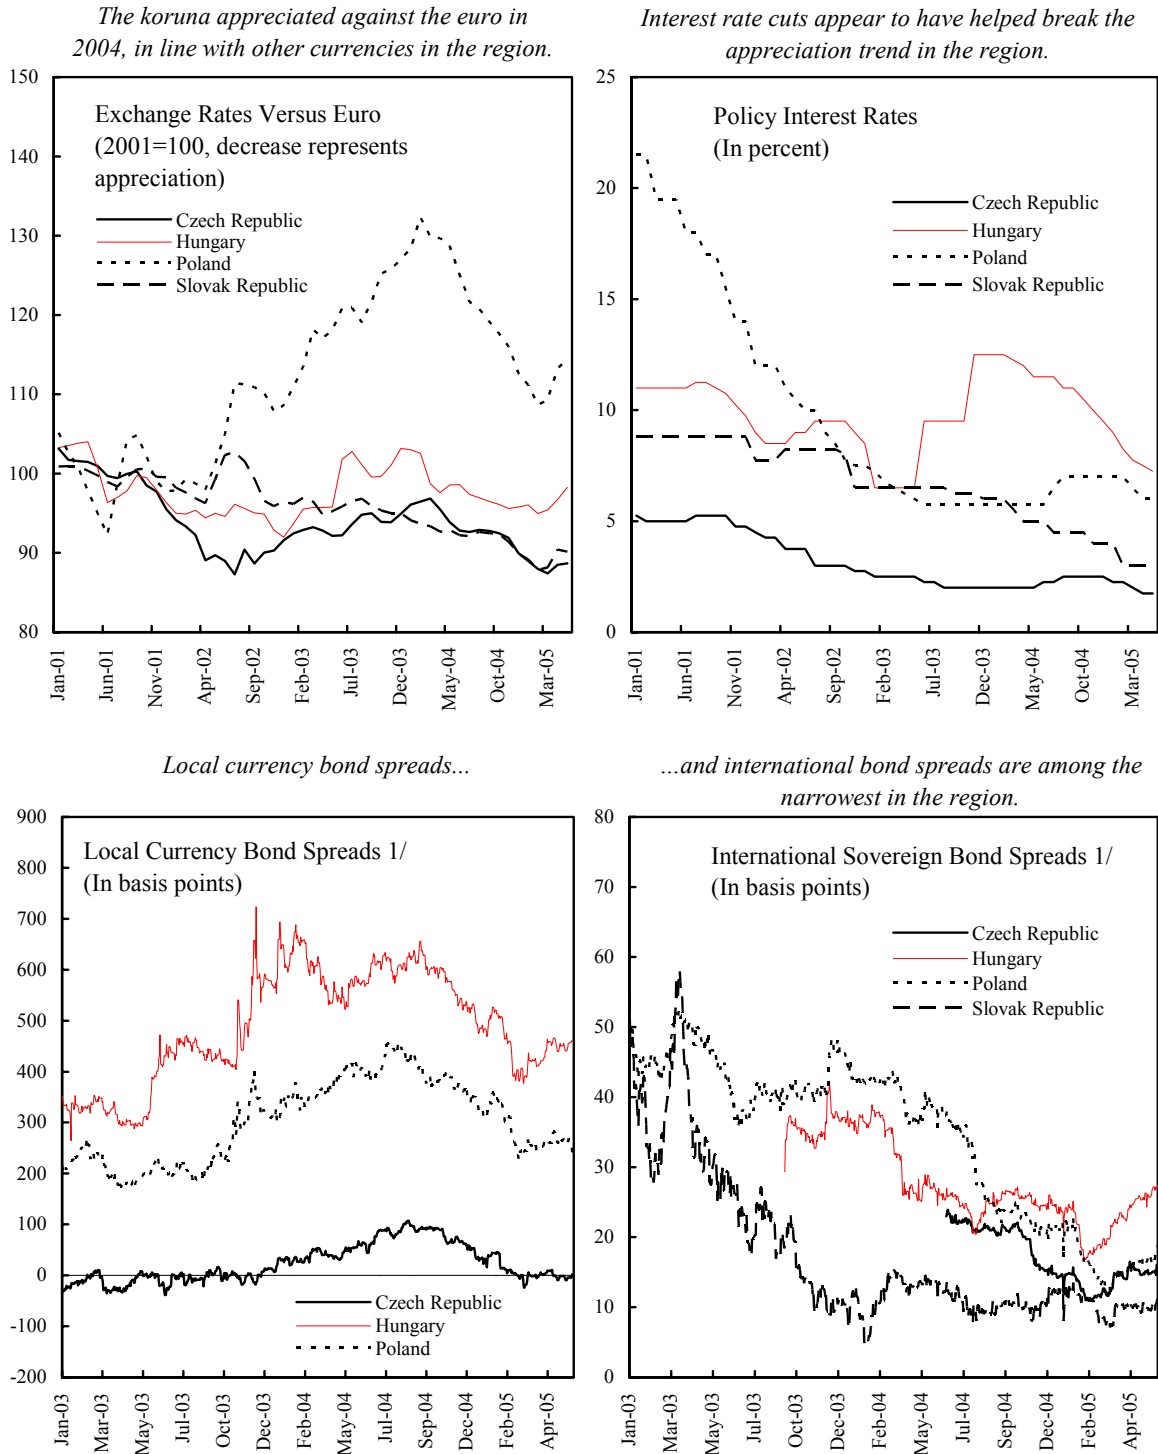 The koruna appreciated against the euro in
2004, in line with other currencies in the region.
150
140
130
120
110
100
90
80
Exchange Rates Versus Euro
(2001=100, decrease represents
appreciation)
Czech Republic
Hungary
Poland
Slovak Republic
Jan-01
Jun-01
Nov-01
Apr-02
Sep-02
Feb-03
Jul-03
Dec-03
May-04
Oct-04
Mar-05
Interest rate cuts appear to have helped break the
appreciation trend in the region.
25
20
15
10
5
0
Policy Interest Rates
(In percent)
Czech Republic
Hungary
Poland
Slovak Republic
Jan-01
Jun-01
Nov-01
Apr-02
Sep-02
Feb-03
Jul-03
Dec-03
May-04
Oct-04
Mar-05
Local currency bond spreads...
900
800
700
600
500
400
300
200
100
0
-100
-200
Local Currency Bond Spreads 1/
(In basis points)
Czech Republic
Hungary
Poland
Jan-03
Mar-03
May-03
Jul-03
Oct-03
Dec-03
Feb-04
Apr-04
Jul-04
Sep-04
Dec-04
Feb-05
Apr-05
...and international bond spreads are among the
narrowest in the region.
80
70
60
50
40
30
20
10
0
International Sovereign Bond Spreads 1/
(In basis points)
Czech Republic
Hungary
Poland
Slovak Republic
Jan-03
Mar-03
May-03
Jul-03
Oct-03
Dec-03
Feb-04
Apr-04
Jul-04
Sep-04
Dec-04
Feb-05
Apr-05